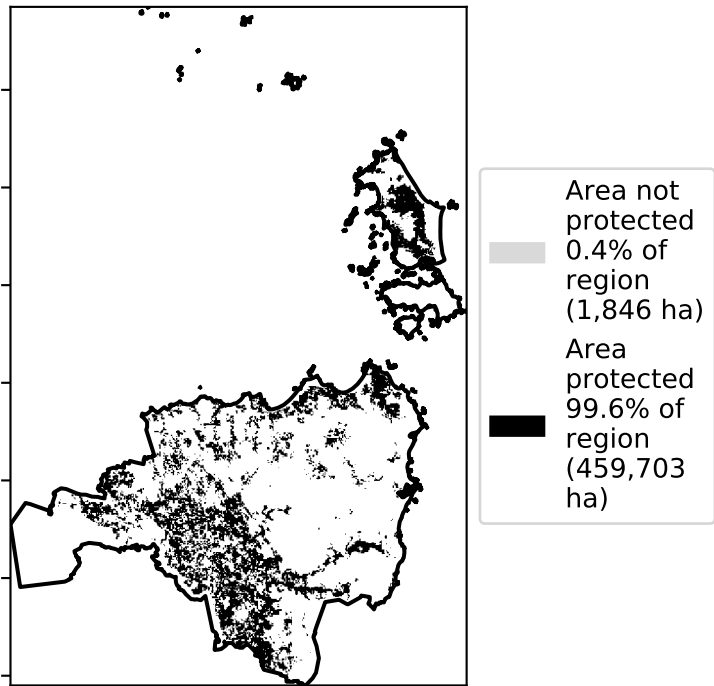 Area not
protected
0.4% of
region
(1,846 ha)
Area
protected
99.6% of
region
(459,703
ha)